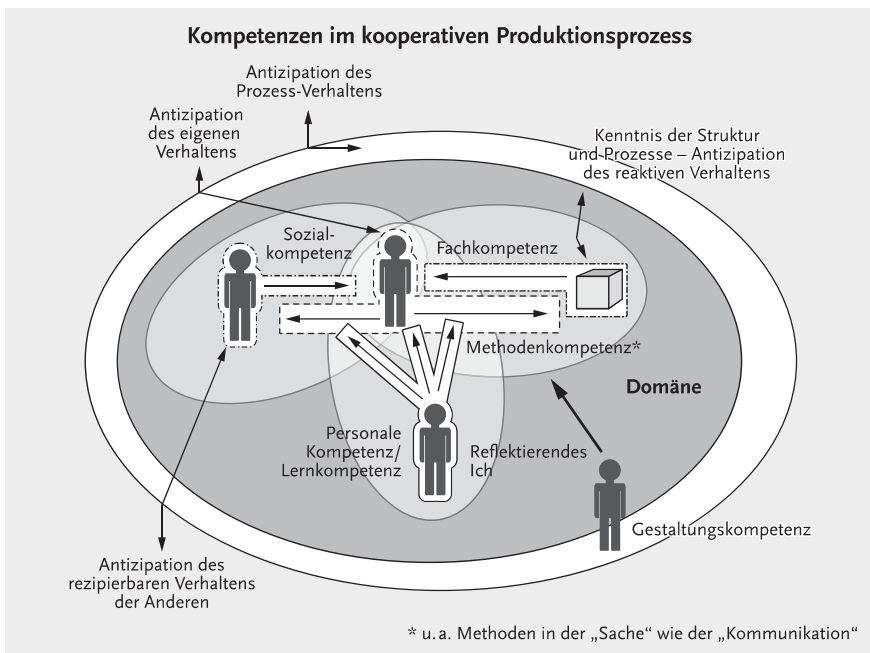 Kompetenzen im kooperativen Produktionsprozess
Antizipation des
Prozess-Verhaltens
Antizipation
des eigenen
Verhaltens
Kenntnis der Struktur
und Prozesse – Antizipation
des reaktiven Verhaltens
Sozial-
kompetenz
Fachkompetenz
Methodenkompetenz*
Domäne
Personale
Kompetenz/
Lernkompetenz
Reflektierendes
Ich
Gestaltungskompetenz
Antizipation des
rezipierbaren Verhaltens
der Anderen
* u. a. Methoden in der „Sache“ wie der „Kommunikation“